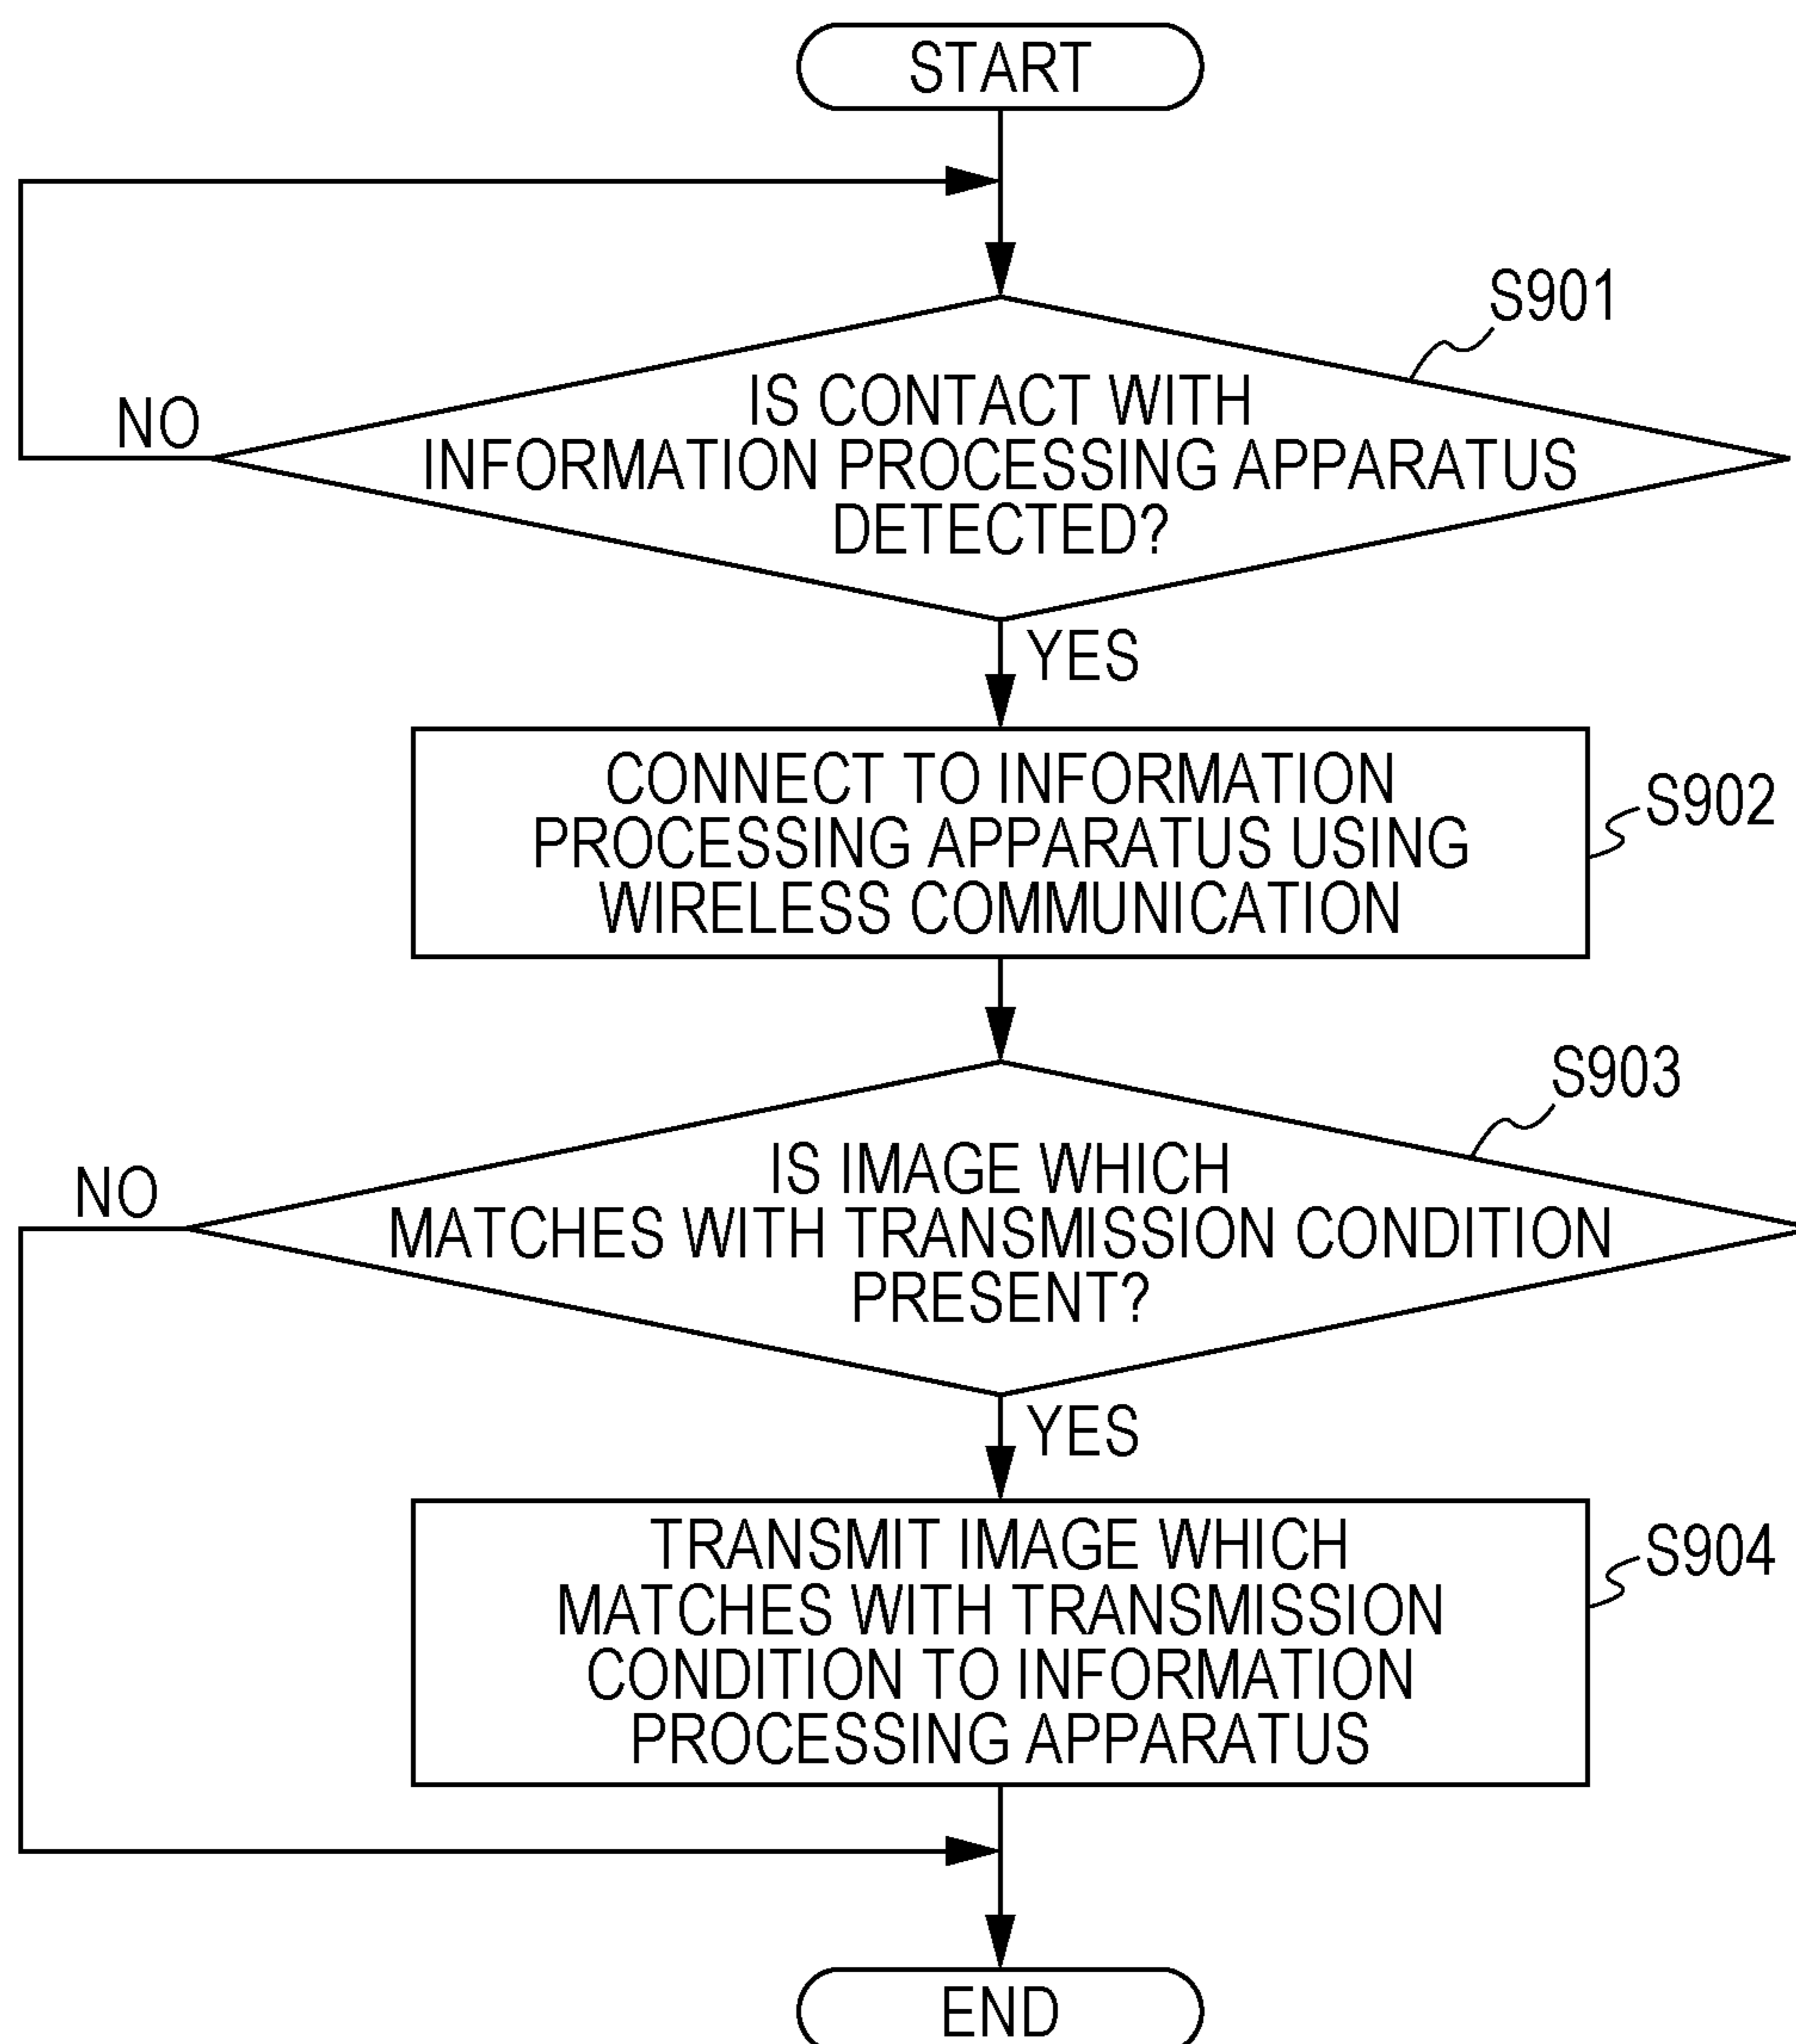 START
S901
IS CONTACT WITH
INFORMATION PROCESSING APPARATUS
DETECTED?
NO
YES
CONNECT TO INFORMATION
PROCESSING APPARATUS USING
WIRELESS COMMUNICATION
S902
S903
IS IMAGE WHICH
MATCHES WITH TRANSMISSION CONDITION
PRESENT?
NO
YES
TRANSMIT IMAGE WHICH
MATCHES WITH TRANSMISSION
CONDITION TO INFORMATION
PROCESSING APPARATUS
S904
END